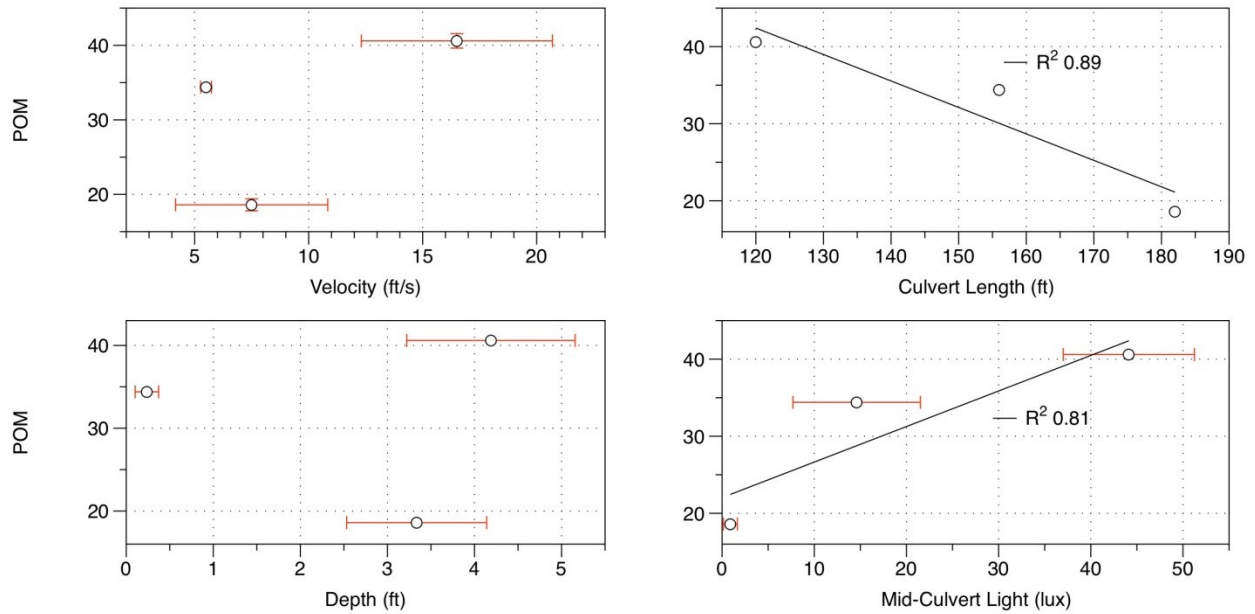 POM
40
30
20
5 10 15 20
Velocity (ft/s)
40
30
20
R² 0.89
120 130 140 150 160 170 180 190
Culvert Length (ft)
POM
40
30
20
0 1 2 3 4 5
Depth (ft)
40
30
20
R² 0.81
0 10 20 30 40 50
Mid-Culvert Light (lux)